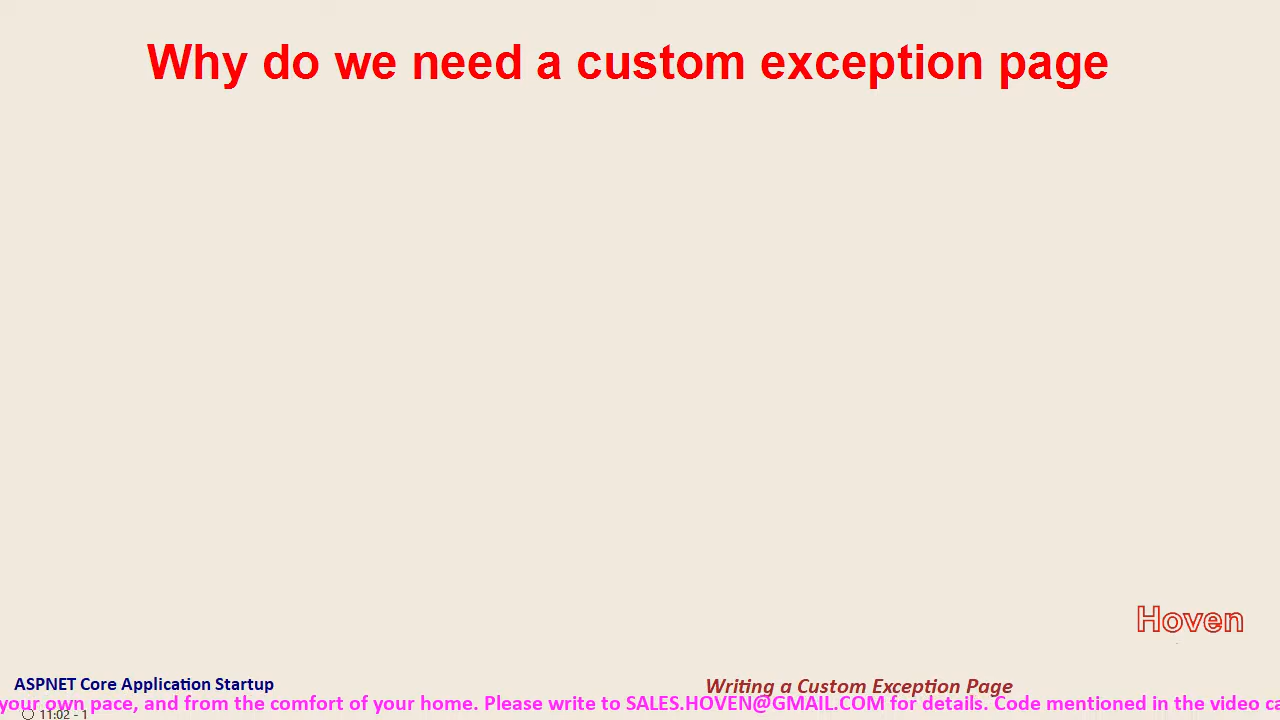 Why do we need a custom exception page
Hoven
ASPNET Core Application Startup
Writing a Custom Exception Page
your own pace, and from the comfort of your home. Please write to SALES.HOVEN@GMAIL.COM for details. Code mentioned in the video ca
11:02 - 1